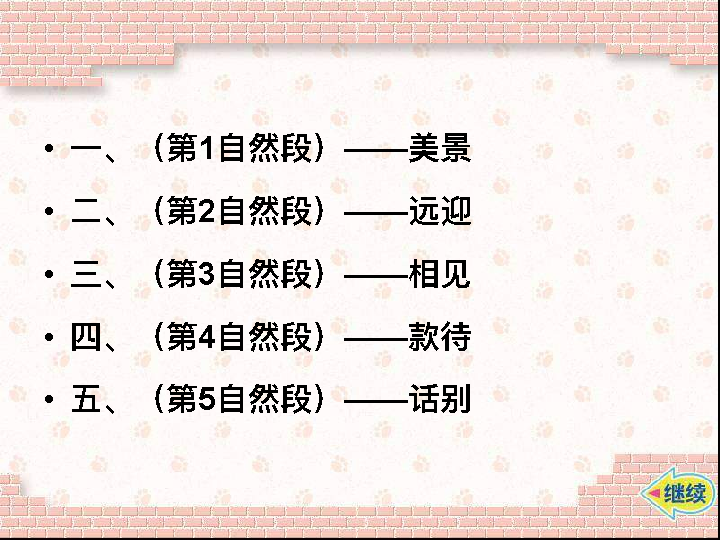 • 一、（第1自然段）——美景
• 二、（第2自然段）——远迎
• 三、（第3自然段）——相见
• 四、（第4自然段）——款待
• 五、（第5自然段）——话别
继续